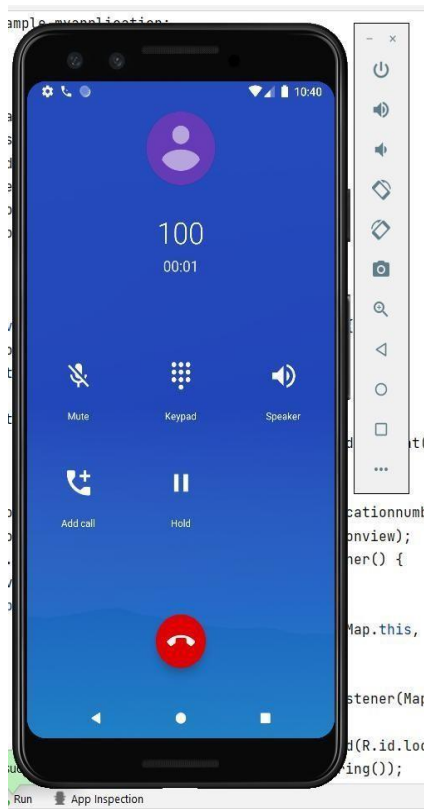 ample.myapplication;
10:40
100
00:01
Mute
Keypad
Speaker
Add call
Hold
cationnumb
onview);
ner() {
Map.this,
stener(Map
d(R.id.loc
ring());
Run
App Inspection